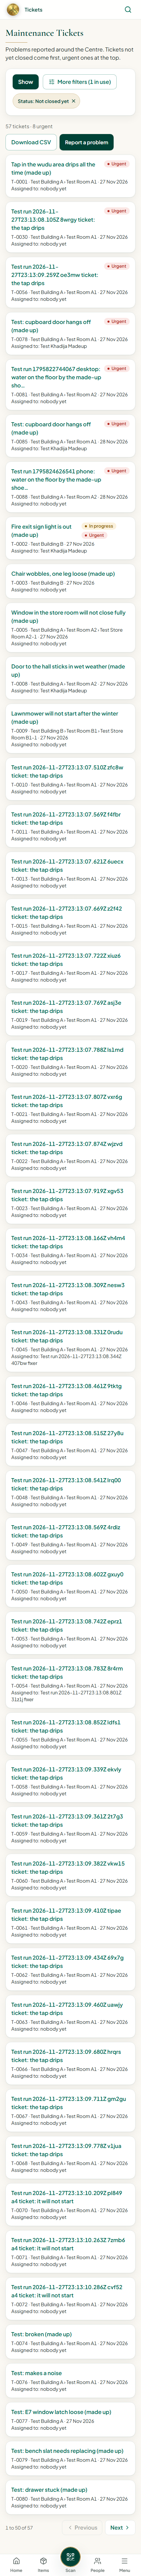 Tickets
Maintenance Tickets
Problems reported around the Centre. Tickets not yet closed come first, urgent ones at the top.
Show
More filters (1 in use)
Status: Not closed yet ×
57 tickets · 8 urgent
Download CSV
Report a problem
Tap in the wudu area drips all the time (made up)
Urgent
T-0001 · Test Building A › Test Room A1 · 27 Nov 2026
Assigned to: nobody yet
Test run 2026-11-27T23:13:08.105Z 8wrgy ticket: the tap drips
Urgent
T-0030 · Test Building A › Test Room A1 · 27 Nov 2026
Assigned to: nobody yet
Test run 2026-11-27T23:13:09.259Z oe3mw ticket: the tap drips
Urgent
T-0056 · Test Building A › Test Room A1 · 27 Nov 2026
Assigned to: nobody yet
Test: cupboard door hangs off (made up)
Urgent
T-0078 · Test Building A › Test Room A1 · 27 Nov 2026
Assigned to: Test Khadija Madeup
Test run 1795822744067 desktop: water on the floor by the made-up sho…
Urgent
T-0081 · Test Building A › Test Room A2 · 27 Nov 2026
Assigned to: nobody yet
Test: cupboard door hangs off (made up)
Urgent
T-0085 · Test Building A › Test Room A1 · 28 Nov 2026
Assigned to: Test Khadija Madeup
Test run 1795824626541 phone: water on the floor by the made-up shoe…
Urgent
T-0088 · Test Building A › Test Room A2 · 28 Nov 2026
Assigned to: nobody yet
Fire exit sign light is out (made up)
In progress
Urgent
T-0002 · Test Building B · 27 Nov 2026
Assigned to: Test Khadija Madeup
Chair wobbles, one leg loose (made up)
T-0003 · Test Building B · 27 Nov 2026
Assigned to: nobody yet
Window in the store room will not close fully (made up)
T-0005 · Test Building A › Test Room A2 › Test Store Room A2-1 · 27 Nov 2026
Assigned to: nobody yet
Door to the hall sticks in wet weather (made up)
T-0008 · Test Building A › Test Room A2 · 27 Nov 2026
Assigned to: Test Khadija Madeup
Lawnmower will not start after the winter (made up)
T-0009 · Test Building B › Test Room B1 › Test Store Room B1-1 · 27 Nov 2026
Assigned to: nobody yet
Test run 2026-11-27T23:13:07.510Z zfc8w ticket: the tap drips
T-0010 · Test Building A › Test Room A1 · 27 Nov 2026
Assigned to: nobody yet
Test run 2026-11-27T23:13:07.569Z f4fbr ticket: the tap drips
T-0011 · Test Building A › Test Room A1 · 27 Nov 2026
Assigned to: nobody yet
Test run 2026-11-27T23:13:07.621Z 6uecx ticket: the tap drips
T-0013 · Test Building A › Test Room A1 · 27 Nov 2026
Assigned to: nobody yet
Test run 2026-11-27T23:13:07.669Z z2f42 ticket: the tap drips
T-0015 · Test Building A › Test Room A1 · 27 Nov 2026
Assigned to: nobody yet
Test run 2026-11-27T23:13:07.722Z xiuz6 ticket: the tap drips
T-0017 · Test Building A › Test Room A1 · 27 Nov 2026
Assigned to: nobody yet
Test run 2026-11-27T23:13:07.769Z asj3e ticket: the tap drips
T-0019 · Test Building A › Test Room A1 · 27 Nov 2026
Assigned to: nobody yet
Test run 2026-11-27T23:13:07.788Z ls1md ticket: the tap drips
T-0020 · Test Building A › Test Room A1 · 27 Nov 2026
Assigned to: nobody yet
Test run 2026-11-27T23:13:07.807Z vxr6g ticket: the tap drips
T-0021 · Test Building A › Test Room A1 · 27 Nov 2026
Assigned to: nobody yet
Test run 2026-11-27T23:13:07.874Z wjzvd ticket: the tap drips
T-0022 · Test Building A › Test Room A1 · 27 Nov 2026
Assigned to: nobody yet
Test run 2026-11-27T23:13:07.919Z xgv53 ticket: the tap drips
T-0023 · Test Building A › Test Room A1 · 27 Nov 2026
Assigned to: nobody yet
Test run 2026-11-27T23:13:08.166Z vh4m4 ticket: the tap drips
T-0034 · Test Building A › Test Room A1 · 27 Nov 2026
Assigned to: nobody yet
Test run 2026-11-27T23:13:08.309Z nesw3 ticket: the tap drips
T-0043 · Test Building A › Test Room A1 · 27 Nov 2026
Assigned to: nobody yet
Test run 2026-11-27T23:13:08.331Z 0rudu ticket: the tap drips
T-0045 · Test Building A › Test Room A1 · 27 Nov 2026
Assigned to: Test run 2026-11-27T23:13:08.344Z 407bw fixer
Test run 2026-11-27T23:13:08.461Z 9tktg ticket: the tap drips
T-0046 · Test Building A › Test Room A1 · 27 Nov 2026
Assigned to: nobody yet
Test run 2026-11-27T23:13:08.515Z 27y8u ticket: the tap drips
T-0047 · Test Building A › Test Room A1 · 27 Nov 2026
Assigned to: nobody yet
Test run 2026-11-27T23:13:08.541Z lrq00 ticket: the tap drips
T-0048 · Test Building A › Test Room A1 · 27 Nov 2026
Assigned to: nobody yet
Test run 2026-11-27T23:13:08.569Z 4rdlz ticket: the tap drips
T-0049 · Test Building A › Test Room A1 · 27 Nov 2026
Assigned to: nobody yet
Test run 2026-11-27T23:13:08.602Z gxuy0 ticket: the tap drips
T-0050 · Test Building A › Test Room A1 · 27 Nov 2026
Assigned to: nobody yet
Test run 2026-11-27T23:13:08.742Z eprz1 ticket: the tap drips
T-0053 · Test Building A › Test Room A1 · 27 Nov 2026
Assigned to: nobody yet
Test run 2026-11-27T23:13:08.783Z 8r4rm ticket: the tap drips
T-0054 · Test Building A › Test Room A1 · 27 Nov 2026
Assigned to: Test run 2026-11-27T23:13:08.801Z fixer
Test run 2026-11-27T23:13:08.852Z ldfs1 ticket: the tap drips
T-0055 · Test Building A › Test Room A1 · 27 Nov 2026
Assigned to: nobody yet
Test run 2026-11-27T23:13:09.339Z ekviy ticket: the tap drips
T-0058 · Test Building A › Test Room A1 · 27 Nov 2026
Assigned to: nobody yet
Test run 2026-11-27T23:13:09.361Z 2t7g3 ticket: the tap drips
T-0059 · Test Building A › Test Room A1 · 27 Nov 2026
Assigned to: nobody yet
Test run 2026-11-27T23:13:09.382Z vkw15 ticket: the tap drips
T-0060 · Test Building A › Test Room A1 · 27 Nov 2026
Assigned to: nobody yet
Test run 2026-11-27T23:13:09.410Z tipae ticket: the tap drips
T-0061 · Test Building A › Test Room A1 · 27 Nov 2026
Assigned to: nobody yet
Test run 2026-11-27T23:13:09.434Z 69x7g ticket: the tap drips
T-0062 · Test Building A › Test Room A1 · 27 Nov 2026
Assigned to: nobody yet
Test run 2026-11-27T23:13:09.460Z uawjy ticket: the tap drips
T-0063 · Test Building A › Test Room A1 · 27 Nov 2026
Assigned to: nobody yet
Test run 2026-11-27T23:13:09.680Z hrqrs ticket: the tap drips
T-0066 · Test Building A › Test Room A1 · 27 Nov 2026
Assigned to: nobody yet
Test run 2026-11-27T23:13:09.711Z gm2gu ticket: the tap drips
T-0067 · Test Building A › Test Room A1 · 27 Nov 2026
Assigned to: nobody yet
Test run 2026-11-27T23:13:09.778Z v1jua ticket: the tap drips
T-0068 · Test Building A › Test Room A1 · 27 Nov 2026
Assigned to: nobody yet
Test run 2026-11-27T23:13:10.209Z pl849 a4 ticket: it will not start
T-0070 · Test Building A › Test Room A1 · 27 Nov 2026
Assigned to: nobody yet
Test run 2026-11-27T23:13:10.263Z 7zmb6 a4 ticket: it will not start
T-0071 · Test Building A › Test Room A1 · 27 Nov 2026
Assigned to: nobody yet
Test run 2026-11-27T23:13:10.286Z cvf52 a4 ticket: it will not start
T-0072 · Test Building A › Test Room A1 · 27 Nov 2026
Assigned to: nobody yet
Test: broken (made up)
T-0074 · Test Building A › Test Room A1 · 27 Nov 2026
Assigned to: nobody yet
Test: makes a noise
T-0076 · Test Building A › Test Room A1 · 27 Nov 2026
Assigned to: nobody yet
Test: E7 window latch loose (made up)
T-0077 · Test Building A · 27 Nov 2026
Assigned to: nobody yet
Test: bench slat needs replacing (made up)
T-0079 · Test Building A › Test Room A1 · 27 Nov 2026
Assigned to: nobody yet
Test: drawer stuck (made up)
T-0080 · Test Building A › Test Room A1 · 27 Nov 2026
Assigned to: nobody yet
1 to 50 of 57
Previous
Next
Home
Items
Scan
People
Menu